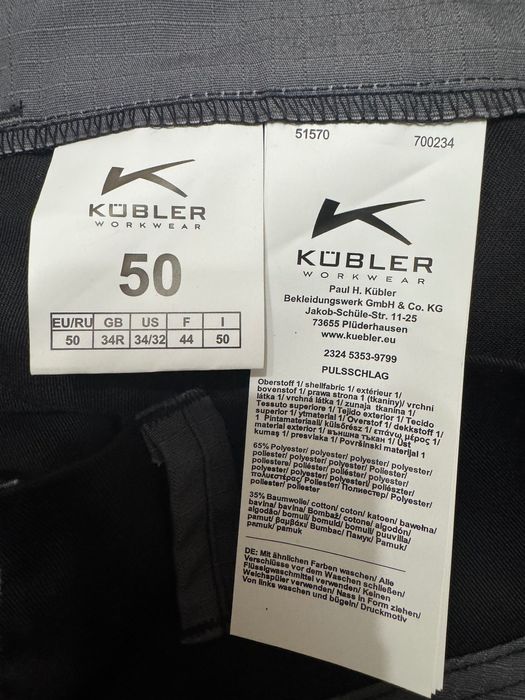 KÜBLER
WORKWEAR
50
EU/RU GB US F I
50 34R 34/32 44 50
51570 700234
KÜBLER
WORKWEAR
Paul H. Kübler
Bekleidungswerk GmbH & Co. KG
Jakob-Schüle-Str. 11-25
73655 Plüderhausen
www.kuebler.eu
2324 5353-9799
PULSSCHLAG
Oberstoff 1/ shellfabric 1/ extérieur 1/
bovenstof 1/ prawa strona 1 (tkaniny)/ vrchní
látka 1/ vrchná látka 1/ zunaja tkanina 1/
Tessuto superiore 1/ Tejido exterior 1/ Tecido
superior 1/ ytmaterial 1/ Overstof 1/ dekkstoff 1/
1 Pintamateriaali/ külsőrész 1/ επάνω μέρος 1/
material exterior 1/ външна тъкан 1/ Üst
kumaş 1/ presvlaka 1/ Površinski materijal 1
65% Polyester/ polyester/ polyester/ polyester/
poliester/ polyester/ polyester/ Poliester/
poliestere/ poliéster/ poliéster/ polyester/
polyester/ polyester/ polyesteri/ poliészter/
πολυεστέρας/ Poliester/ Полиестер/ Polyester/
poliester/ poliester
35% Baumwolle/ cotton/ coton/ katoen/ bawełna/
bavlna/ bavlna/ Bombaž/ cotone/ algodón/
algodão/ bomull/ bomuld/ bomull/ puuvilla/
pamut/ βαμβάκι/ Bumbac/ Памук/ Pamuk/
pamuk/ pamuk
DE: Mit ähnlichen Farben waschen/ Alle
Verschlüsse vor dem Waschen schließen/
Flüssigwaschmittel verwenden/ Keinen
Weichspüler verwenden/ Nass in Form ziehen/
Von links waschen und bügeln/ Druckmotiv